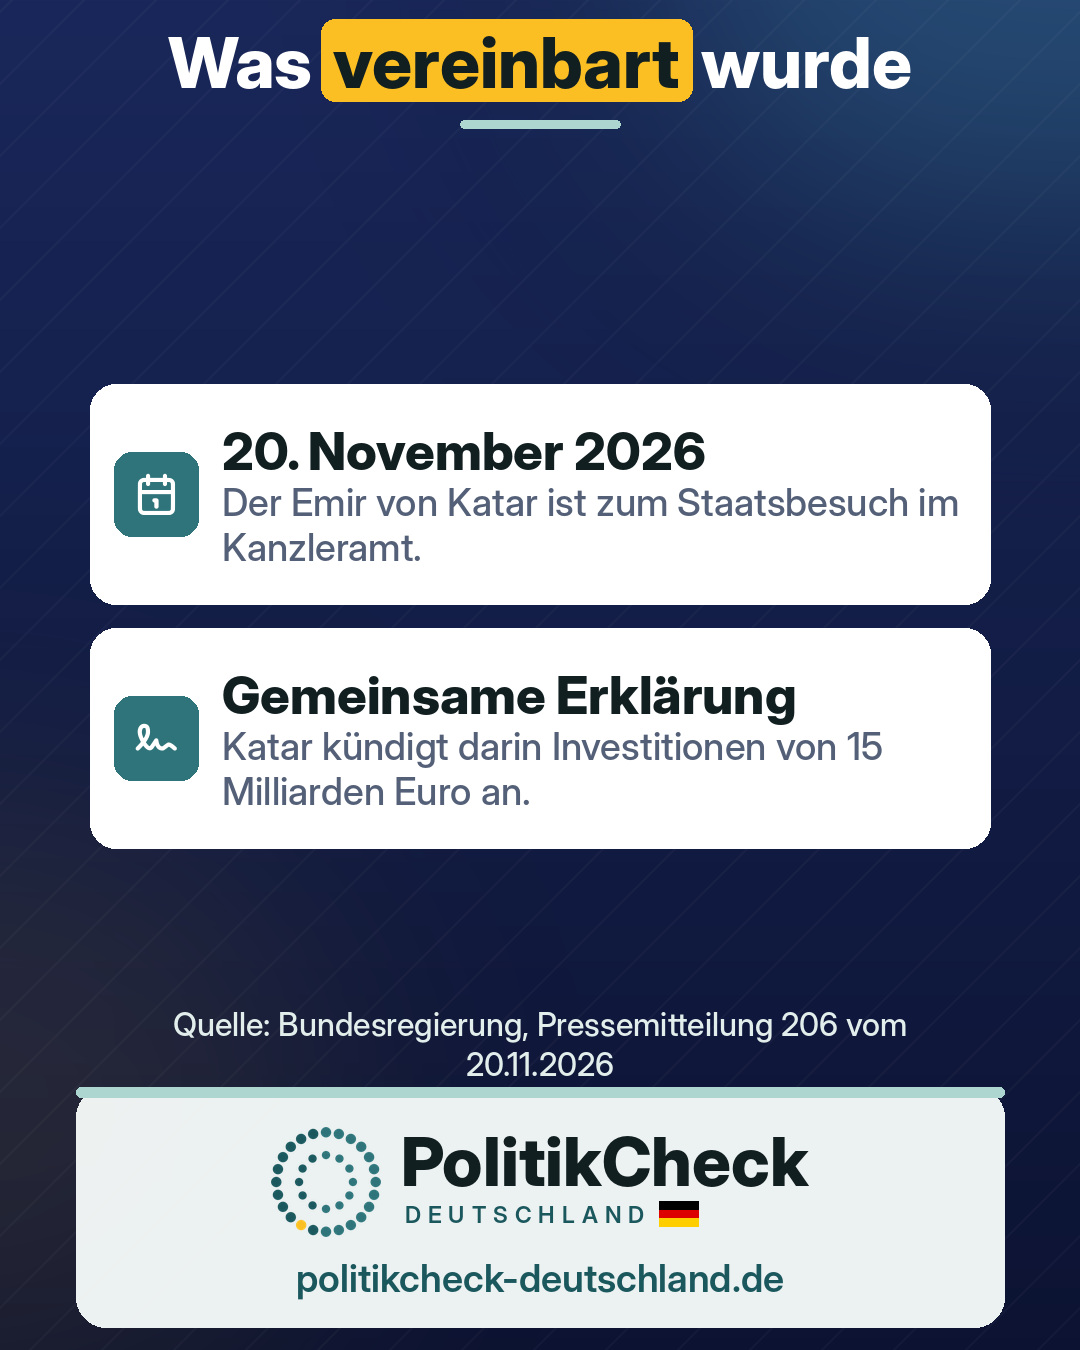 Was vereinbart wurde
20. November 2026
Der Emir von Katar ist zum Staatsbesuch im
Kanzleramt.
Gemeinsame Erklärung
Katar kündigt darin Investitionen von 15
Milliarden Euro an.
Quelle: Bundesregierung, Pressemitteilung 206 vom
20.11.2026
PolitikCheck
DEUTSCHLAND
politikcheck-deutschland.de